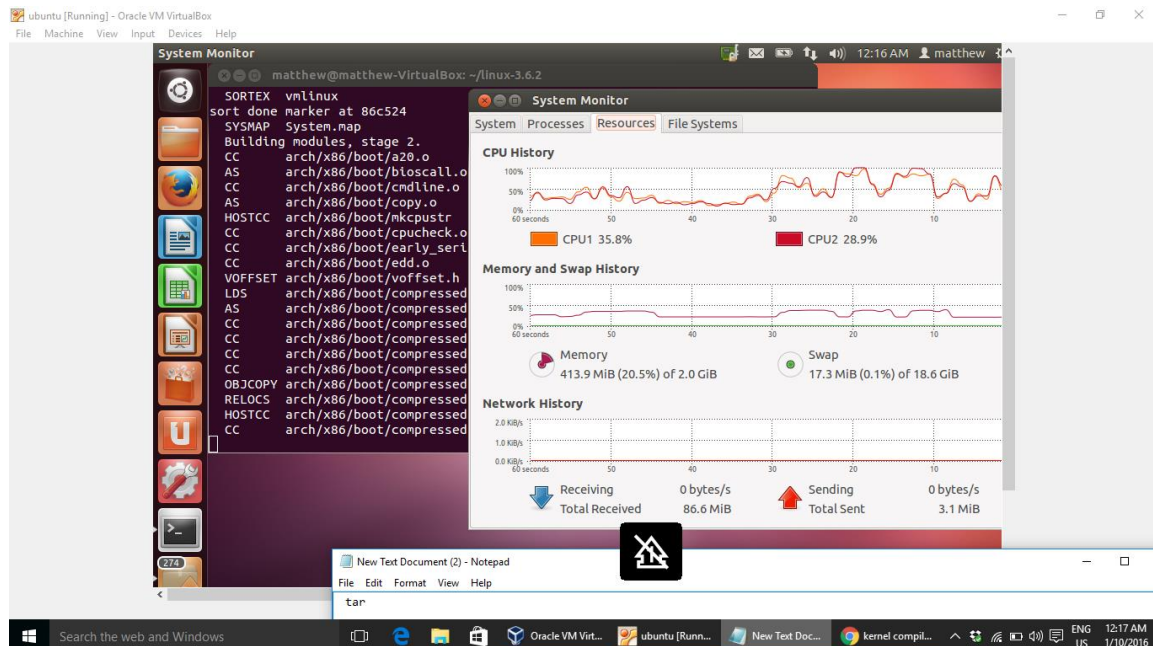 ubuntu [Running] - Oracle VM VirtualBox
File Machine View Input Devices Help
System Monitor
12:16 AM matthew
matthew@matthew-VirtualBox: ~/linux-3.6.2
SORTEX vmlinux
sort done marker at 86c524
SYSMAP System.map
Building modules, stage 2.
CC arch/x86/boot/a20.o
AS arch/x86/boot/bioscall.o
CC arch/x86/boot/cmdline.o
AS arch/x86/boot/copy.o
HOSTCC arch/x86/boot/mkcpustr
CC arch/x86/boot/cpucheck.o
CC arch/x86/boot/early_seri
CC arch/x86/boot/edd.o
VOFFSET arch/x86/boot/voffset.h
LDS arch/x86/boot/compressed
AS arch/x86/boot/compressed
CC arch/x86/boot/compressed
CC arch/x86/boot/compressed
CC arch/x86/boot/compressed
CC arch/x86/boot/compressed
OBJCOPY arch/x86/boot/compressed
RELOCS arch/x86/boot/compressed
HOSTCC arch/x86/boot/compressed
CC arch/x86/boot/compressed
System Monitor
System Processes Resources File Systems
CPU History
100%
50%
0%
60 seconds 50 40 30 20 10
CPU1 35.8% CPU2 28.9%
Memory and Swap History
100%
50%
0%
60 seconds 50 40 30 20 10
Memory Swap
413.9 MiB (20.5%) of 2.0 GiB 17.3 MiB (0.1%) of 18.6 GiB
Network History
2.0 KiB/s
1.0 KiB/s
0.0 KiB/s
60 seconds 50 40 30 20 10
Receiving 0 bytes/s Sending 0 bytes/s
Total Received 86.6 MiB Total Sent 3.1 MiB
274
New Text Document (2) - Notepad
File Edit Format View Help
tar
Search the web and Windows
Oracle VM Virt... ubuntu [Runn... New Text Doc... kernel compil...
ENG 12:17 AM
US 1/10/2016